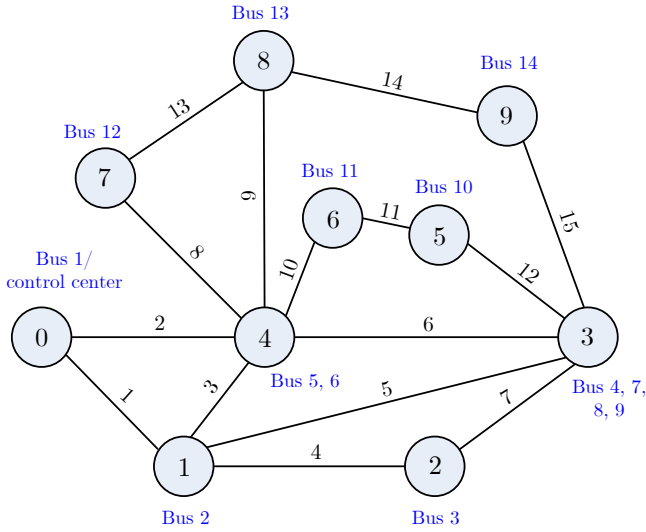 Bus 13
8
14
Bus 14
9
13
Bus 12
7
Bus 11
6
11
Bus 10
5
9
15
8
10
12
Bus 1/
control center
0
2
4
6
3
Bus 5, 6
Bus 4, 7,
8, 9
1
3
5
7
1
4
2
Bus 2
Bus 3